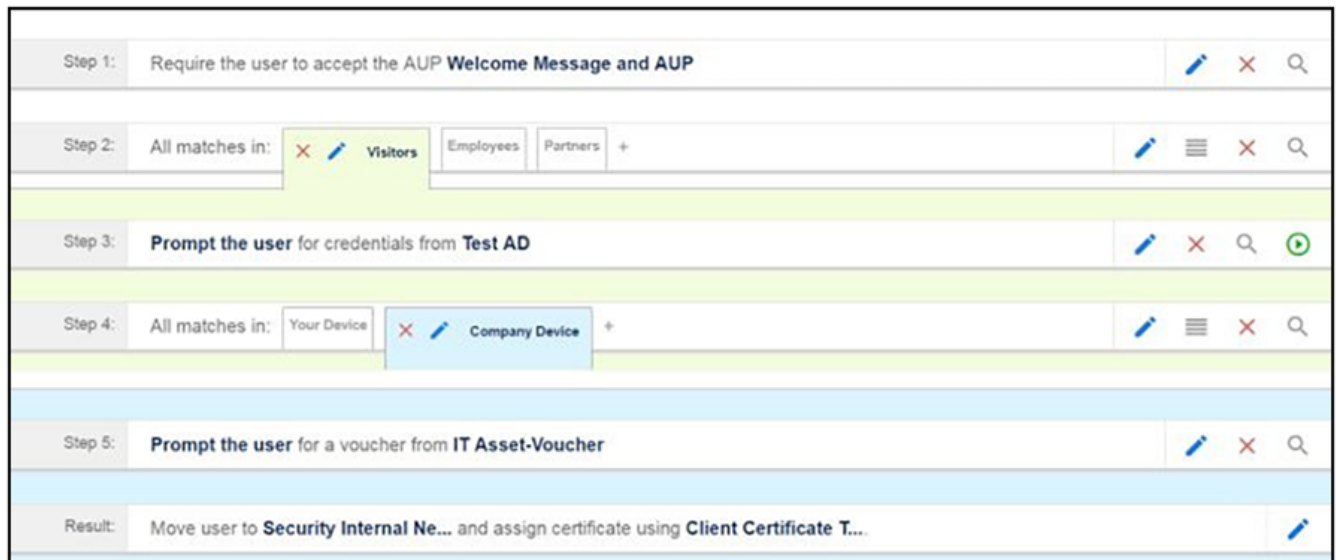 Step 1: Require the user to accept the AUP Welcome Message and AUP
Step 2: All matches in: Visitors Employees Partners +
Step 3: Prompt the user for credentials from Test AD
Step 4: All matches in: Your Device Company Device +
Step 5: Prompt the user for a voucher from IT Asset-Voucher
Result: Move user to Security Internal Ne... and assign certificate using Client Certificate T....